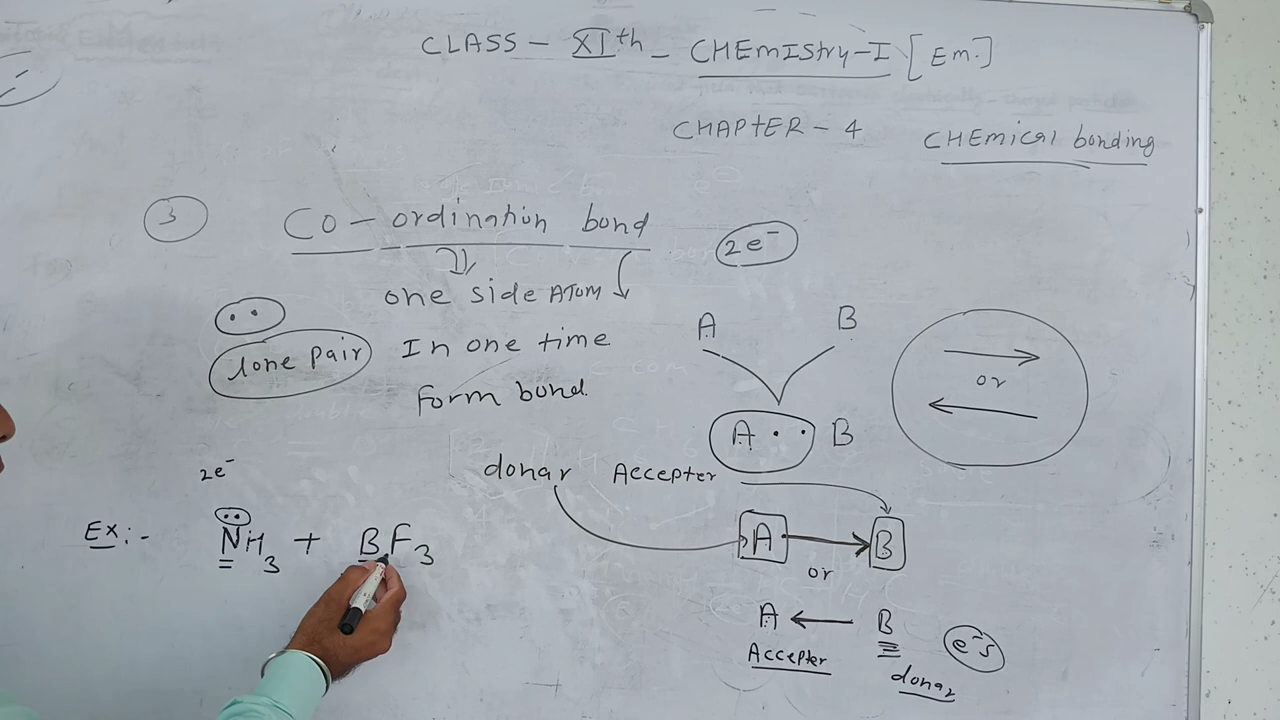 CLASS - XIth - CHEMIStry-I [Em.]
CHAPtER - 4 CHEMical bonding
3 Co-ordination bond 2e-
one side ATOM
lone pair In one time
Form bond.
A B
or
A B
donar Accepter
2e-
A B
or
Ex:- NH3 + BF3
A B e-s
Accepter donar